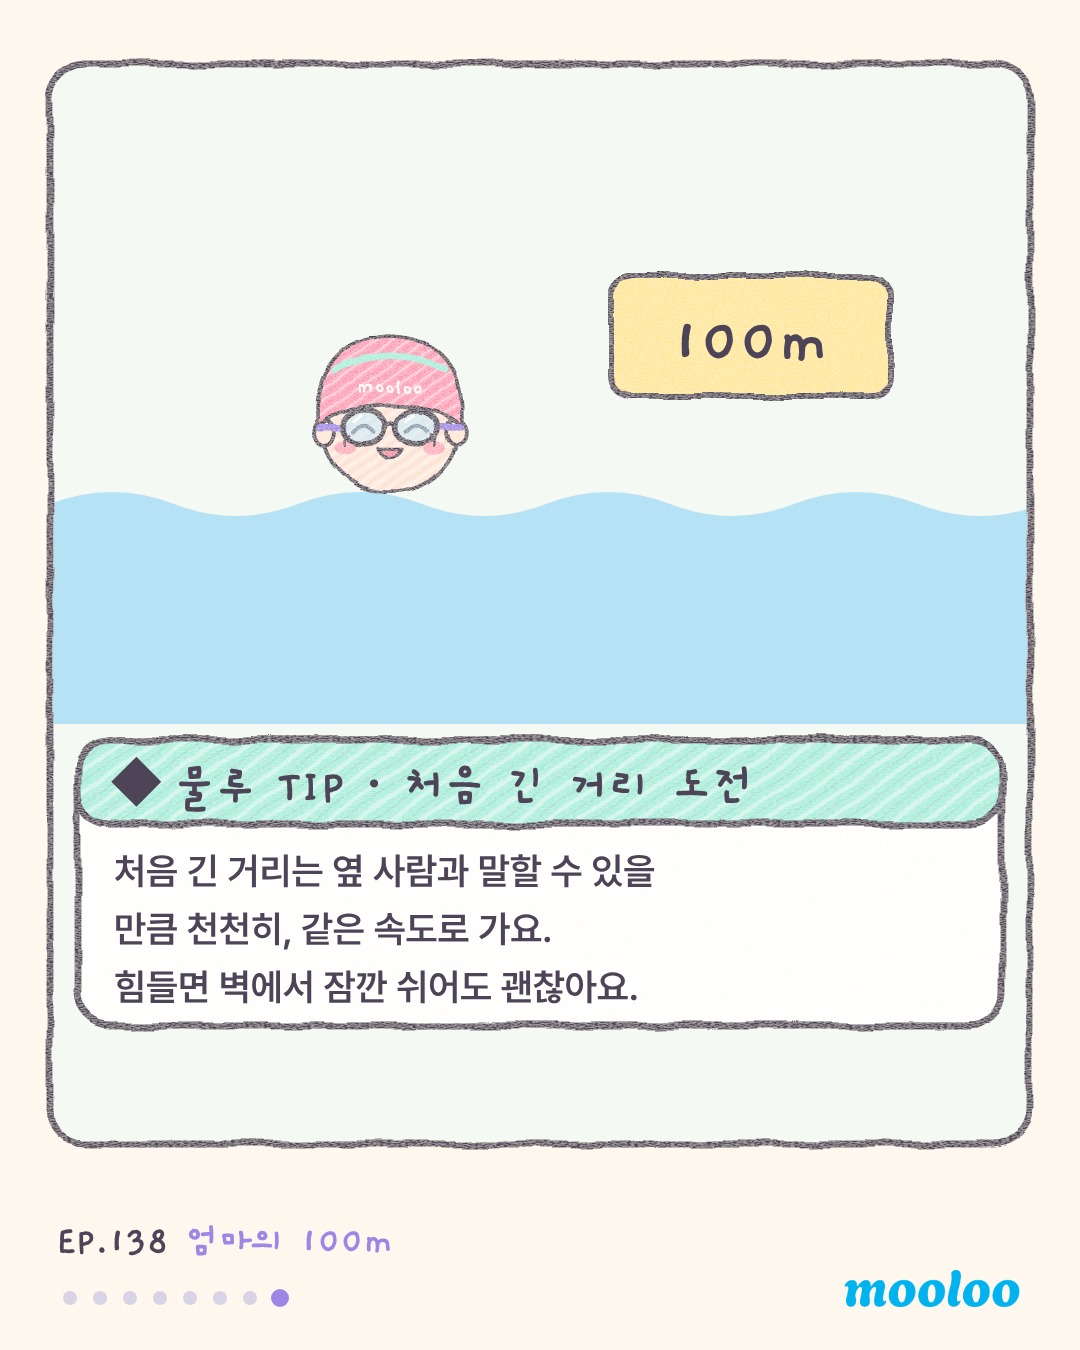 100m
mooloo
◆ 물루 TIP · 처음 긴 거리 도전
처음 긴 거리는 옆 사람과 말할 수 있을
만큼 천천히, 같은 속도로 가요.
힘들면 벽에서 잠깐 쉬어도 괜찮아요.
EP.138 엄마의 100m
mooloo